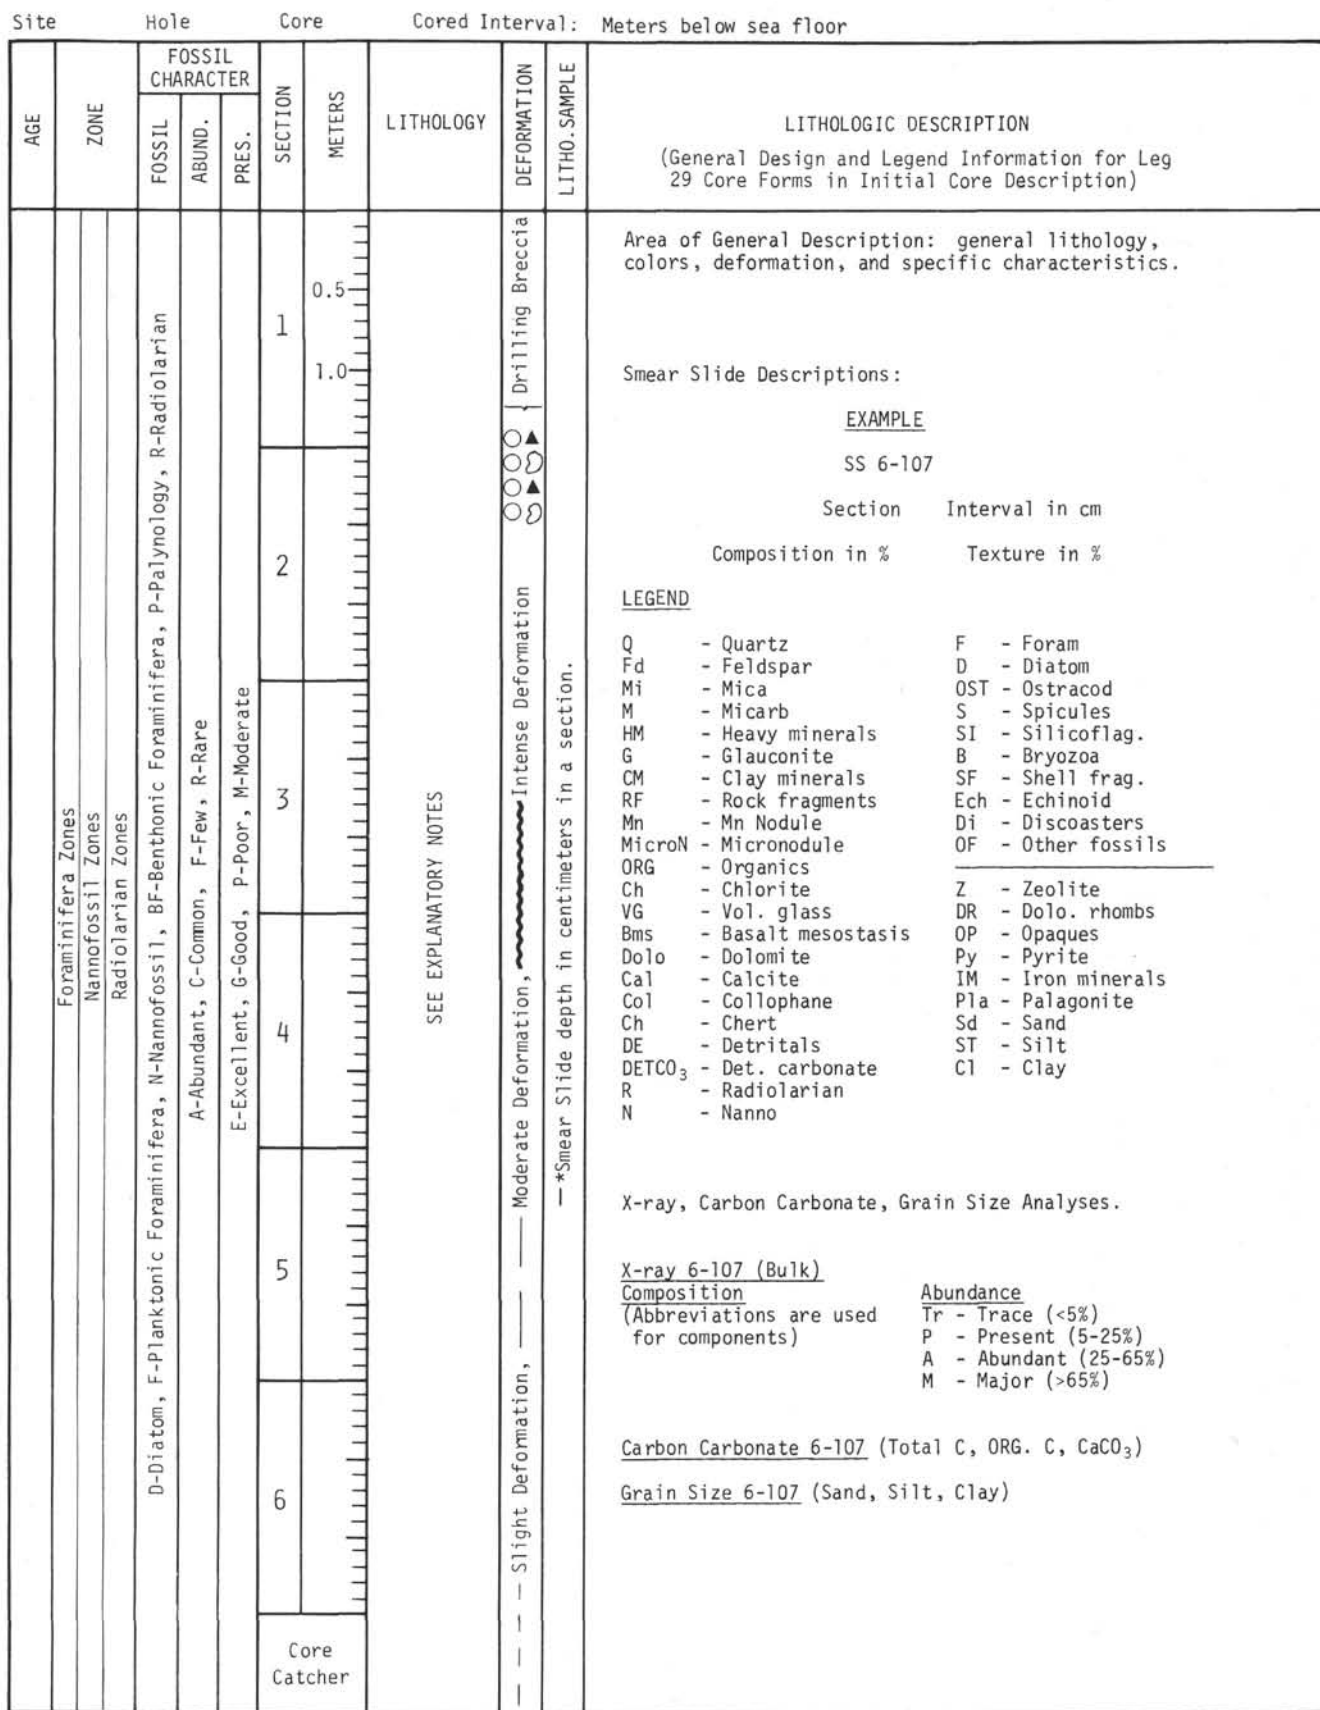 Site Hole Core Cored Interval: Meters below sea floor
AGE
ZONE
FOSSIL
CHARACTER
FOSSIL
ABUND.
PRES.
SECTION
METERS
LITHOLOGY
DEFORMATION
LITHO.SAMPLE
LITHOLOGIC DESCRIPTION
(General Design and Legend Information for Leg
29 Core Forms in Initial Core Description)
Foraminifera Zones
Nannofossil Zones
Radiolarian Zones
D-Diatom, F-Planktonic Foraminifera, N-Nannofossil, BF-Benthonic Foraminifera, P-Palynology, R-Radiolarian
A-Abundant, C-Common, F-Few, R-Rare
E-Excellent, G-Good, P-Poor, M-Moderate
1
0.5
1.0
2
3
4
5
6
Core
Catcher
SEE EXPLANATORY NOTES
— — — Slight Deformation, —— —— Moderate Deformation, Intense Deformation } Drilling Breccia
—*Smear Slide depth in centimeters in a section.
Area of General Description: general lithology,
colors, deformation, and specific characteristics.
Smear Slide Descriptions:
EXAMPLE
SS 6-107
Section Interval in cm
Composition in % Texture in %
LEGEND
Q - Quartz F - Foram
Fd - Feldspar D - Diatom
Mi - Mica OST - Ostracod
M - Micarb S - Spicules
HM - Heavy minerals SI - Silicoflag.
G - Glauconite B - Bryozoa
CM - Clay minerals SF - Shell frag.
RF - Rock fragments Ech - Echinoid
Mn - Mn Nodule Di - Discoasters
MicroN - Micronodule OF - Other fossils
ORG - Organics
Ch - Chlorite Z - Zeolite
VG - Vol. glass DR - Dolo. rhombs
Bms - Basalt mesostasis OP - Opaques
Dolo - Dolomite Py - Pyrite
Cal - Calcite IM - Iron minerals
Col - Collophane Pla - Palagonite
Ch - Chert Sd - Sand
DE - Detritals ST - Silt
DETCO₃ - Det. carbonate Cl - Clay
R - Radiolarian
N - Nanno
X-ray, Carbon Carbonate, Grain Size Analyses.
X-ray 6-107 (Bulk)
Composition Abundance
(Abbreviations are used Tr - Trace (<5%)
for components) P - Present (5-25%)
A - Abundant (25-65%)
M - Major (>65%)
Carbon Carbonate 6-107 (Total C, ORG. C, CaCO₃)
Grain Size 6-107 (Sand, Silt, Clay)